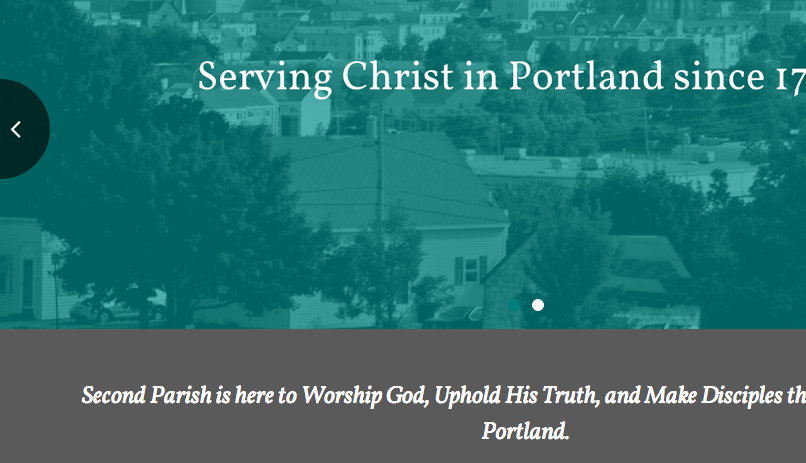 Serving Christ in Portland since 17
Second Parish is here to Worship God, Uphold His Truth, and Make Disciples th
Portland.